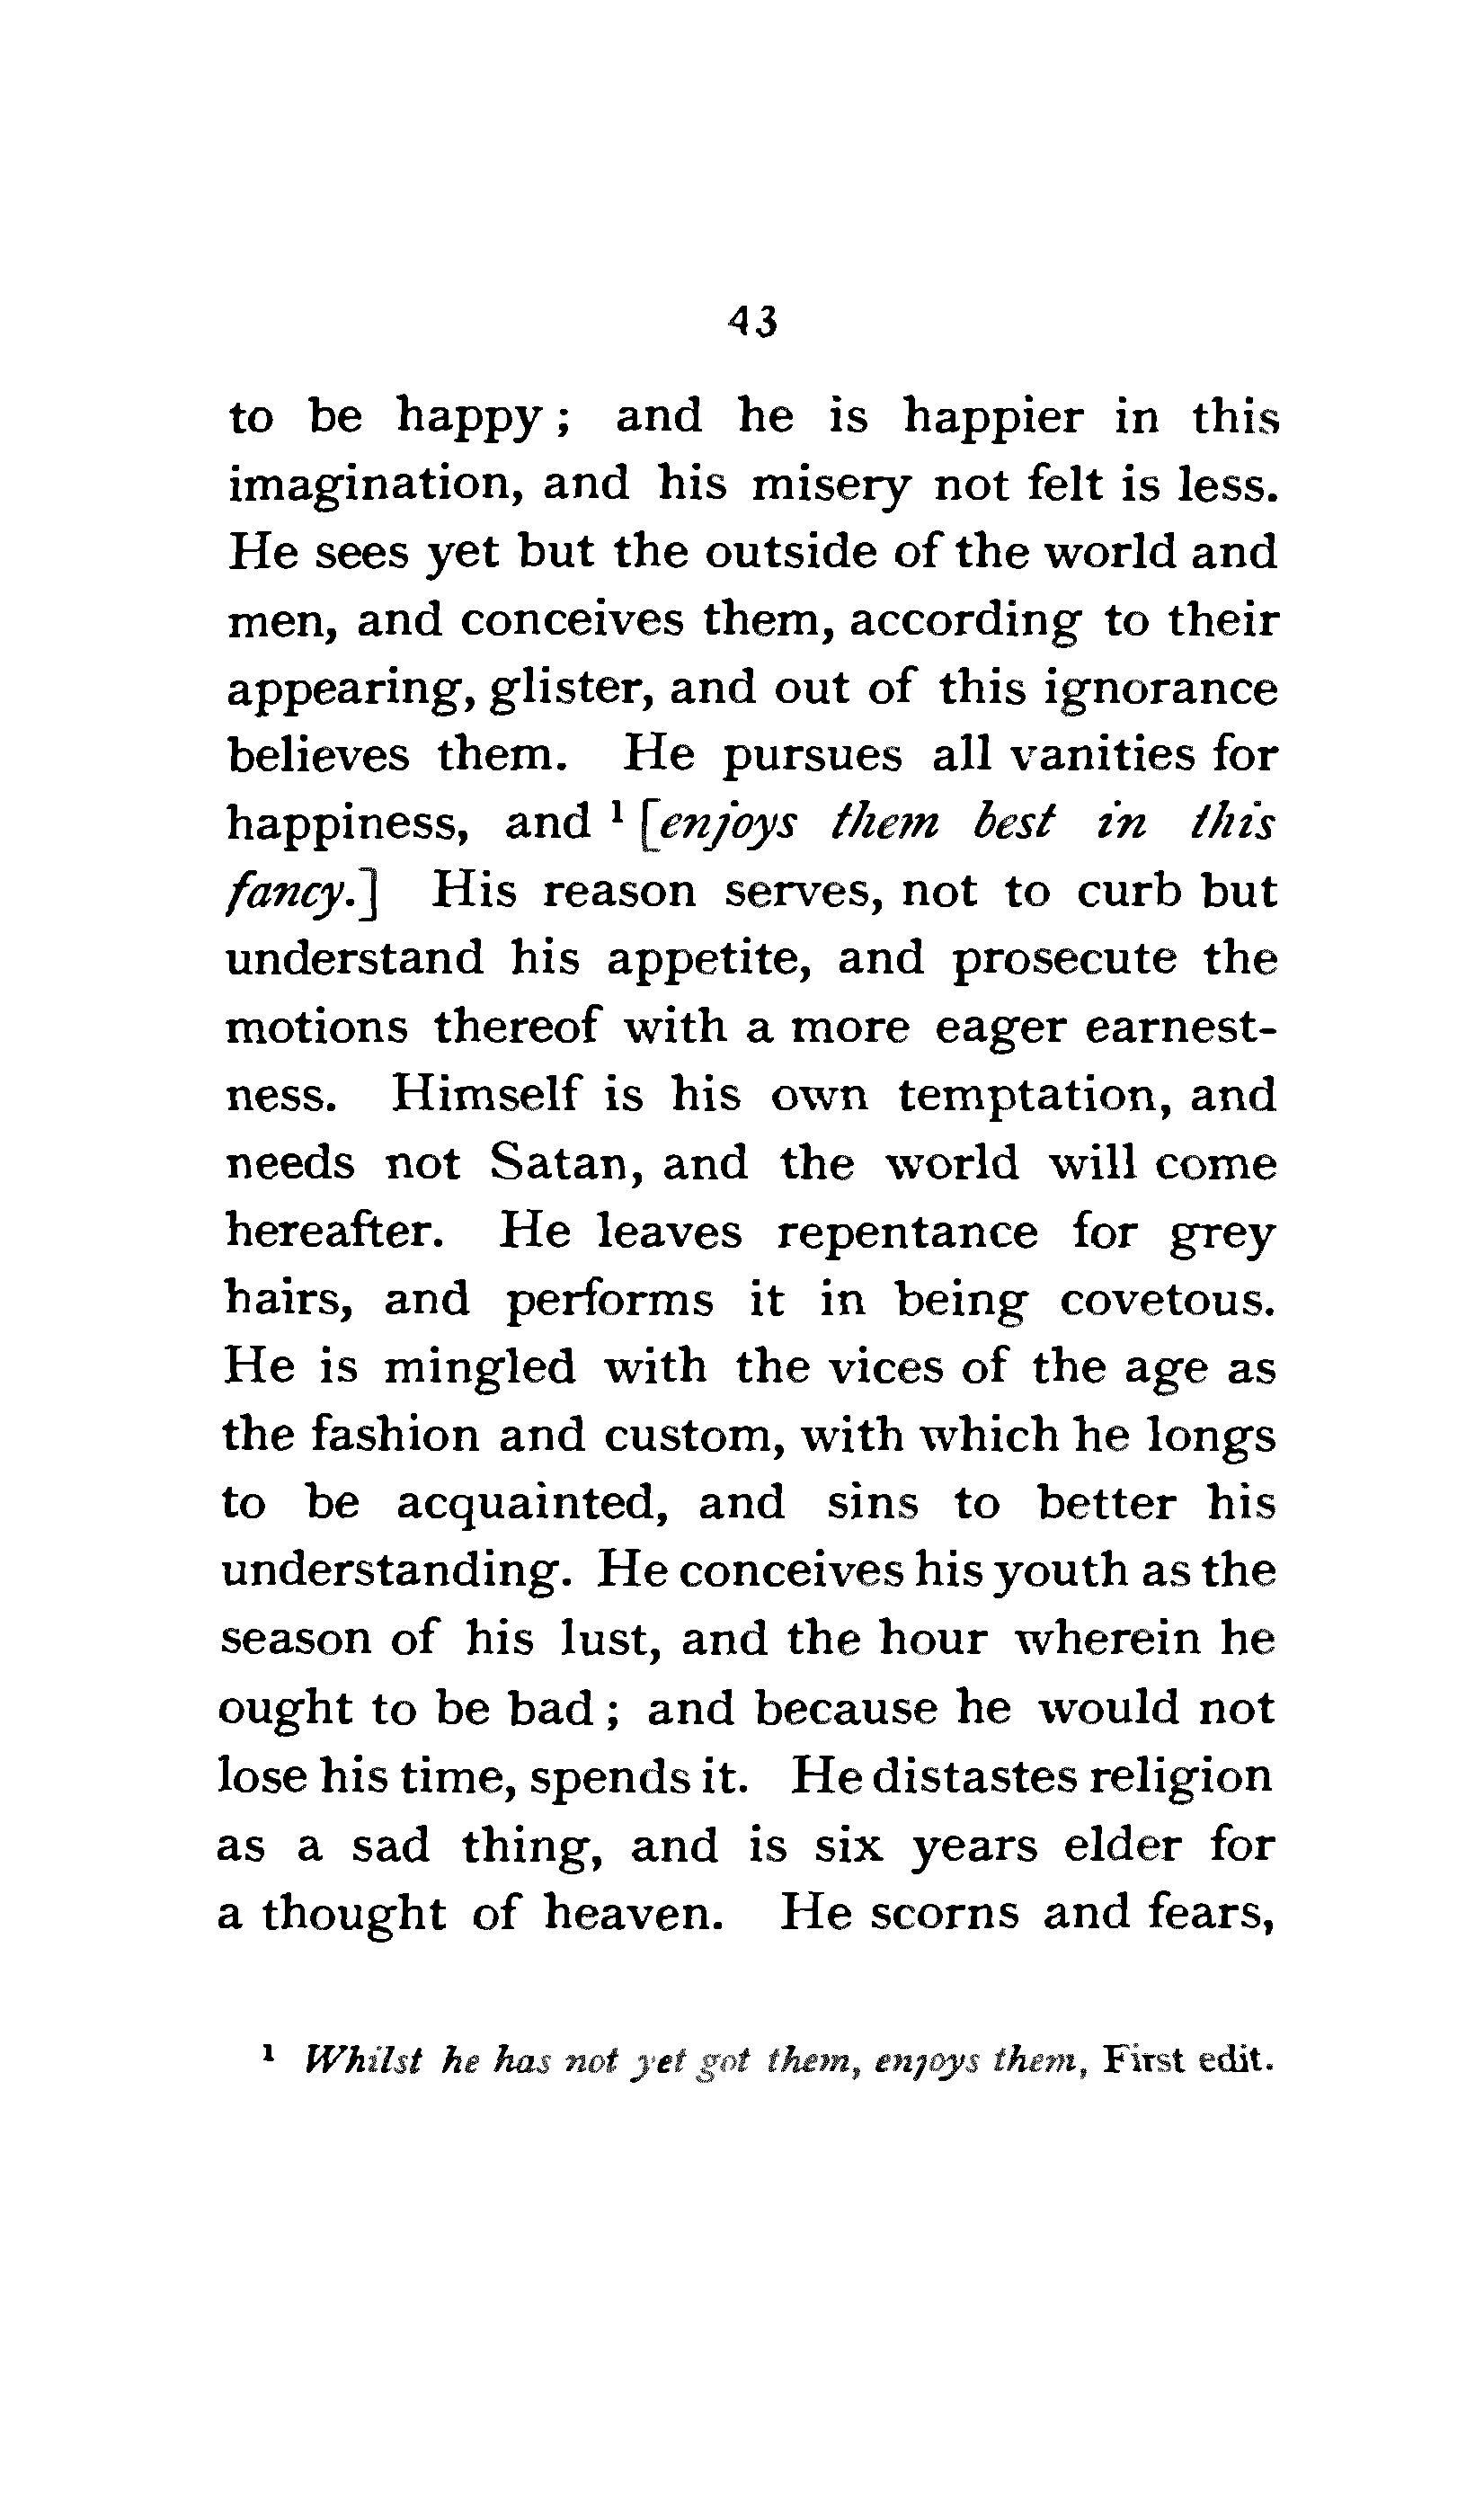 43
to be happy ; and he is happier in this
imagination, and his misery not felt is less.
He sees yet but the outside of the world and
men, and conceives them, according to their
appearing, glister, and out of this ignorance
believes them. He pursues all vanities for
happiness, and ¹ [enjoys them best in this
fancy.] His reason serves, not to curb but
understand his appetite, and prosecute the
motions thereof with a more eager earnest-
ness. Himself is his own temptation, and
needs not Satan, and the world will come
hereafter. He leaves repentance for grey
hairs, and performs it in being covetous.
He is mingled with the vices of the age as
the fashion and custom, with which he longs
to be acquainted, and sins to better his
understanding. He conceives his youth as the
season of his lust, and the hour wherein he
ought to be bad ; and because he would not
lose his time, spends it. He distastes religion
as a sad thing, and is six years elder for
a thought of heaven. He scorns and fears,
¹ Whilst he has not yet got them, enjoys them, First edit.